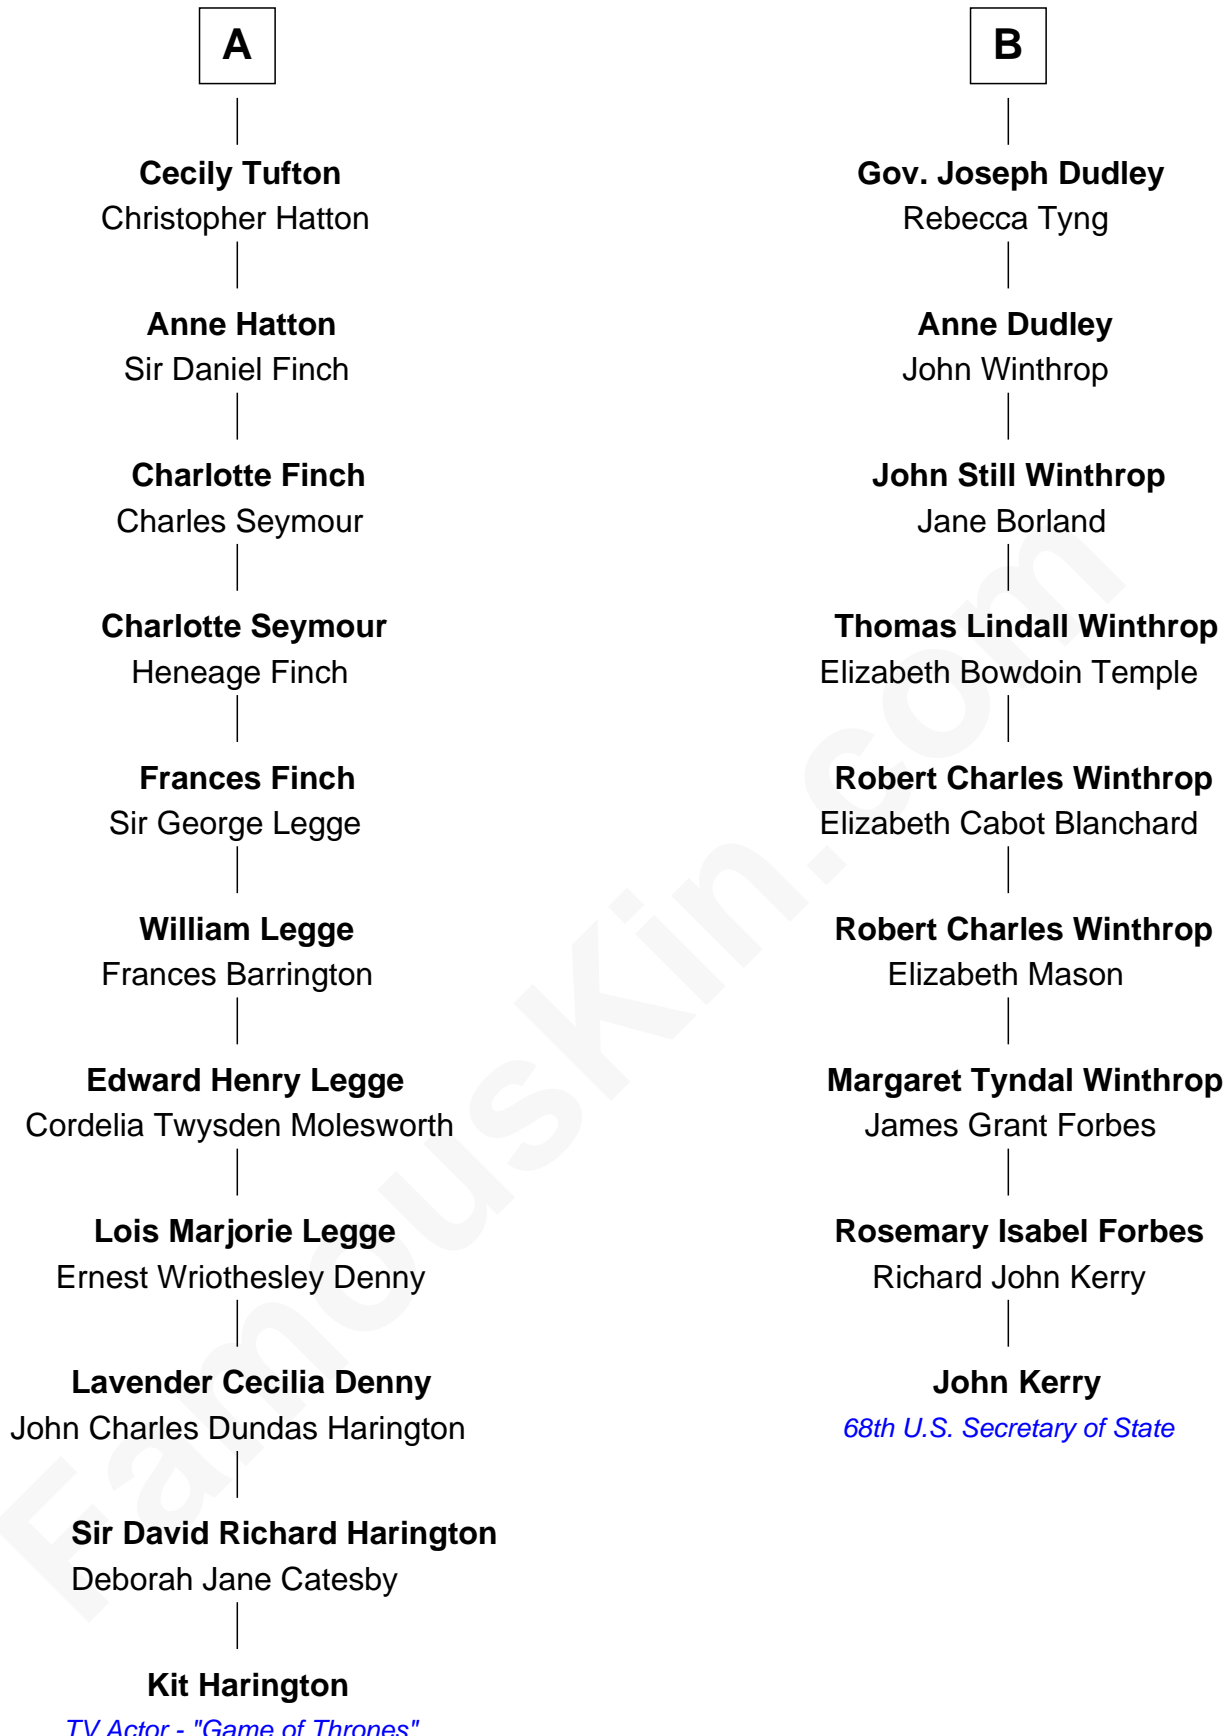 A
Cecily Tufton
Christopher Hatton
Anne Hatton
Sir Daniel Finch
Charlotte Finch
Charles Seymour
Charlotte Seymour
Heneage Finch
Frances Finch
Sir George Legge
William Legge
Frances Barrington
Edward Henry Legge
Cordelia Twysden Molesworth
Lois Marjorie Legge
Ernest Wriothesley Denny
Lavender Cecilia Denny
John Charles Dundas Harington
Sir David Richard Harington
Deborah Jane Catesby
Kit Harington
TV Actor - "Game of Thrones"
B
Gov. Joseph Dudley
Rebecca Tyng
Anne Dudley
John Winthrop
John Still Winthrop
Jane Borland
Thomas Lindall Winthrop
Elizabeth Bowdoin Temple
Robert Charles Winthrop
Elizabeth Cabot Blanchard
Robert Charles Winthrop
Elizabeth Mason
Margaret Tyndal Winthrop
James Grant Forbes
Rosemary Isabel Forbes
Richard John Kerry
John Kerry
68th U.S. Secretary of State
FamousKin.com